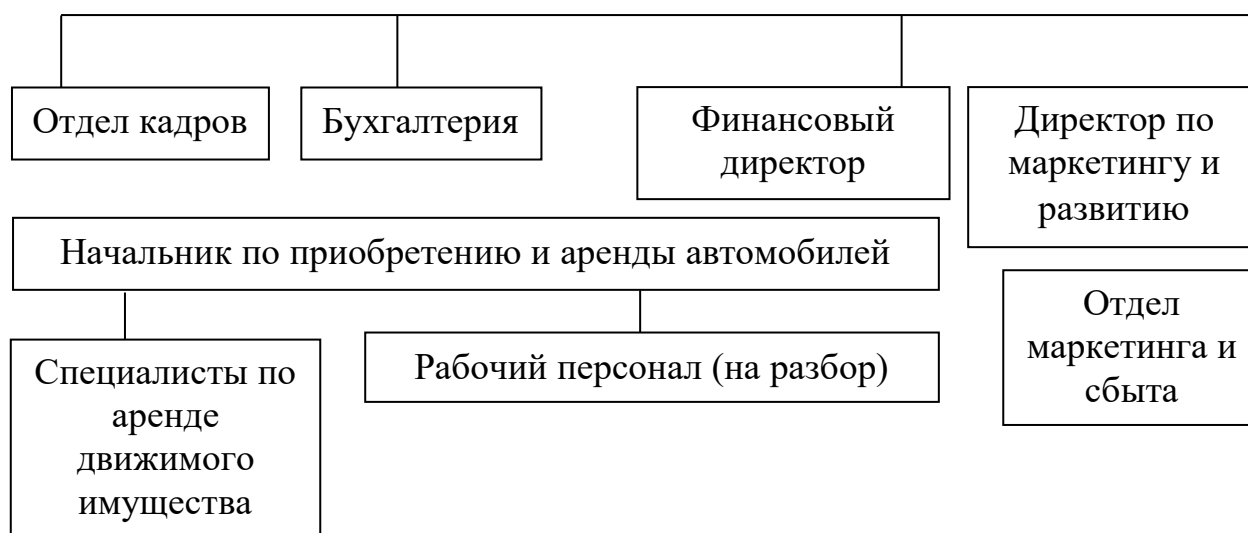 Отдел кадров
Бухгалтерия
Финансовый
директор
Директор по
маркетингу и
развитию
Начальник по приобретению и аренды автомобилей
Отдел
маркетинга и
сбыта
Специалисты по
аренде
движимого
имущества
Рабочий персонал (на разбор)